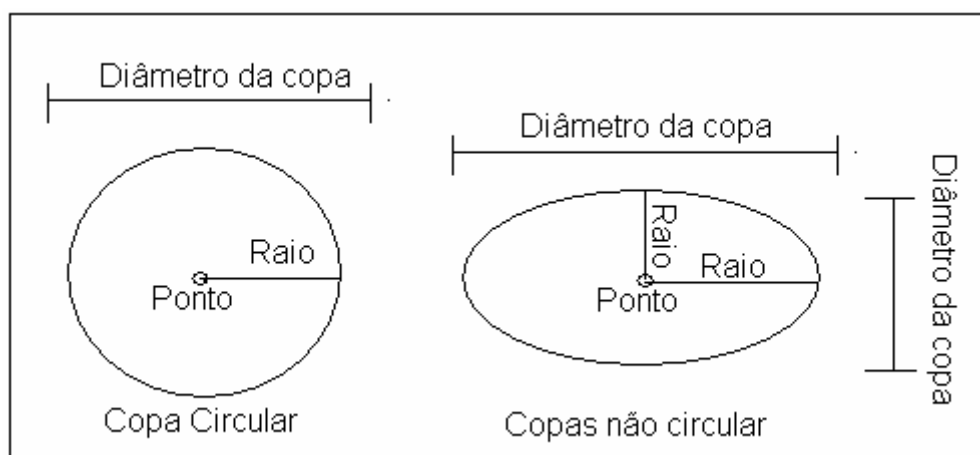 Diâmetro da copa
Raio
Ponto
Copa Circular
Diâmetro da copa
Raio
Raio
Ponto
Diâmetro da copa
Copas não circular